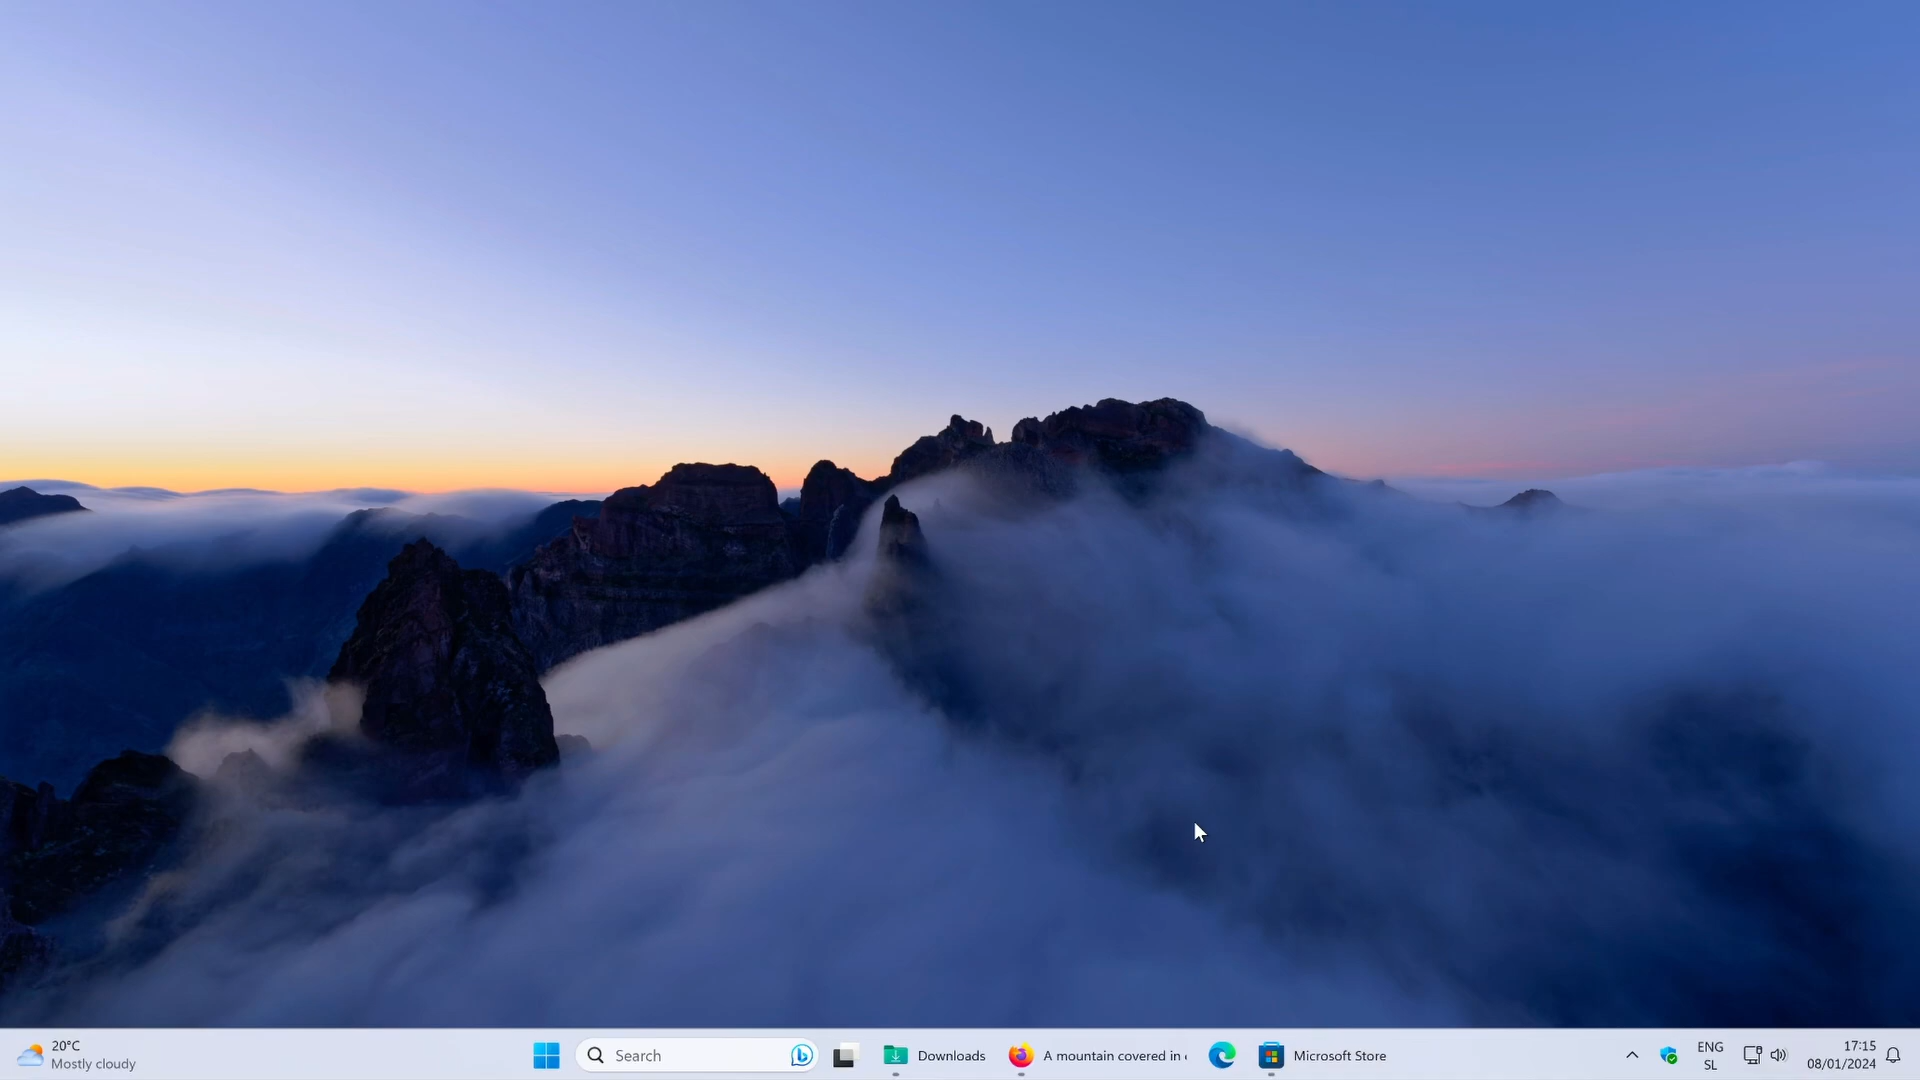 20°C
Mostly cloudy
Search
Downloads
A mountain covered in
Microsoft Store
ENG
SL
17:15
08/01/2024